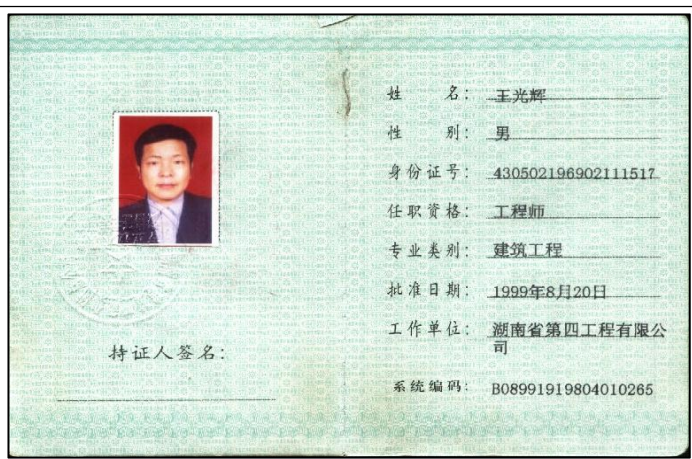 姓 名: 王光辉
性 别: 男
身份证号: 430502196902111517
任职资格: 工程师
专业类别: 建筑工程
批准日期: 1999年8月20日
工作单位: 湖南省第四工程有限公
司
持证人签名:
系统编码: B08991919804010265